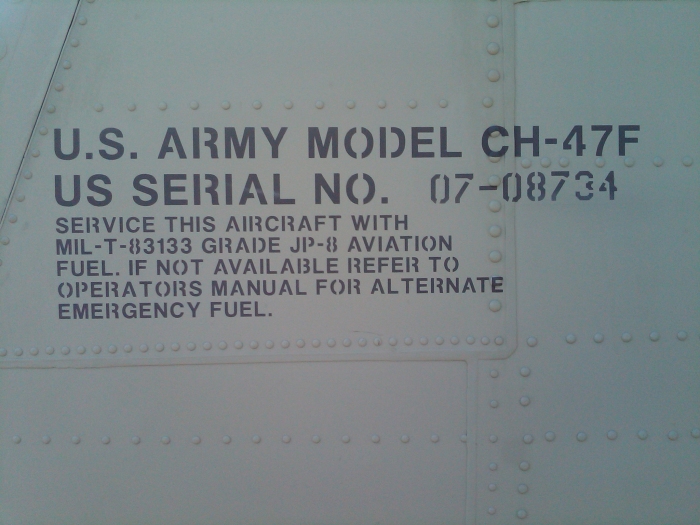 U.S. ARMY MODEL CH-47F
US SERIAL NO. 07-08734
SERVICE THIS AIRCRAFT WITH
MIL-T-83133 GRADE JP-8 AVIATION
FUEL. IF NOT AVAILABLE REFER TO
OPERATORS MANUAL FOR ALTERNATE
EMERGENCY FUEL.